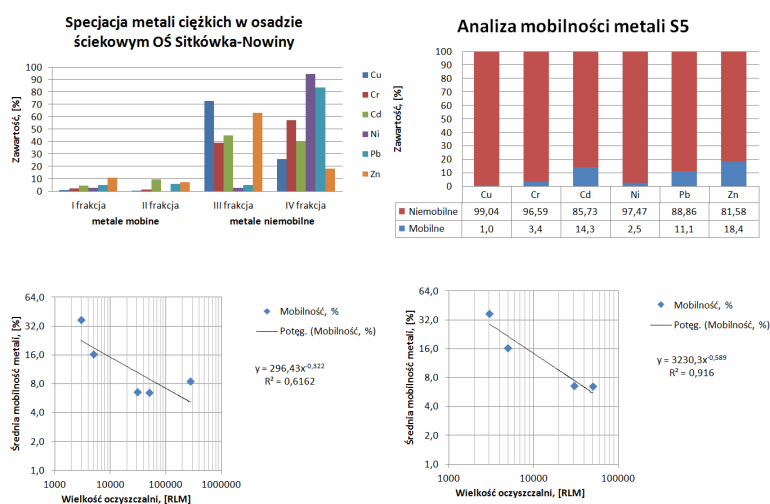 Specjacja metali ciężkich w osadzie
ściekowym OŚ Sitkówka-Nowiny
Zawartość, [%]
100
90
80
70
60
50
40
30
20
10
0
I frakcja II frakcja III frakcja IV frakcja
metale mobine metale niemobilne
Cu
Cr
Cd
Ni
Pb
Zn
Analiza mobilności metali S5
Zawartość, [%]
100
90
80
70
60
50
40
30
20
10
0
Cu Cr Cd Ni Pb Zn
Niemobilne 99,04 96,59 85,73 97,47 88,86 81,58
Mobilne 1,0 3,4 14,3 2,5 11,1 18,4
Średnia mobilność metali, [%]
64,0
32,0
16,0
8,0
4,0
2,0
1,0
1000 10000 100000 1000000
Wielkość oczyszczalni, [RLM]
Mobilność, %
Potęg. (Mobilność, %)
y = 296,43x^-0,322
R² = 0,6162
Średnia mobilność metali, [%]
64,0
32,0
16,0
8,0
4,0
2,0
1,0
1000 10000 100000
Wielkość oczyszczalni, [RLM]
Mobilność, %
Potęg. (Mobilność, %)
y = 3230,3x^-0,589
R² = 0,916